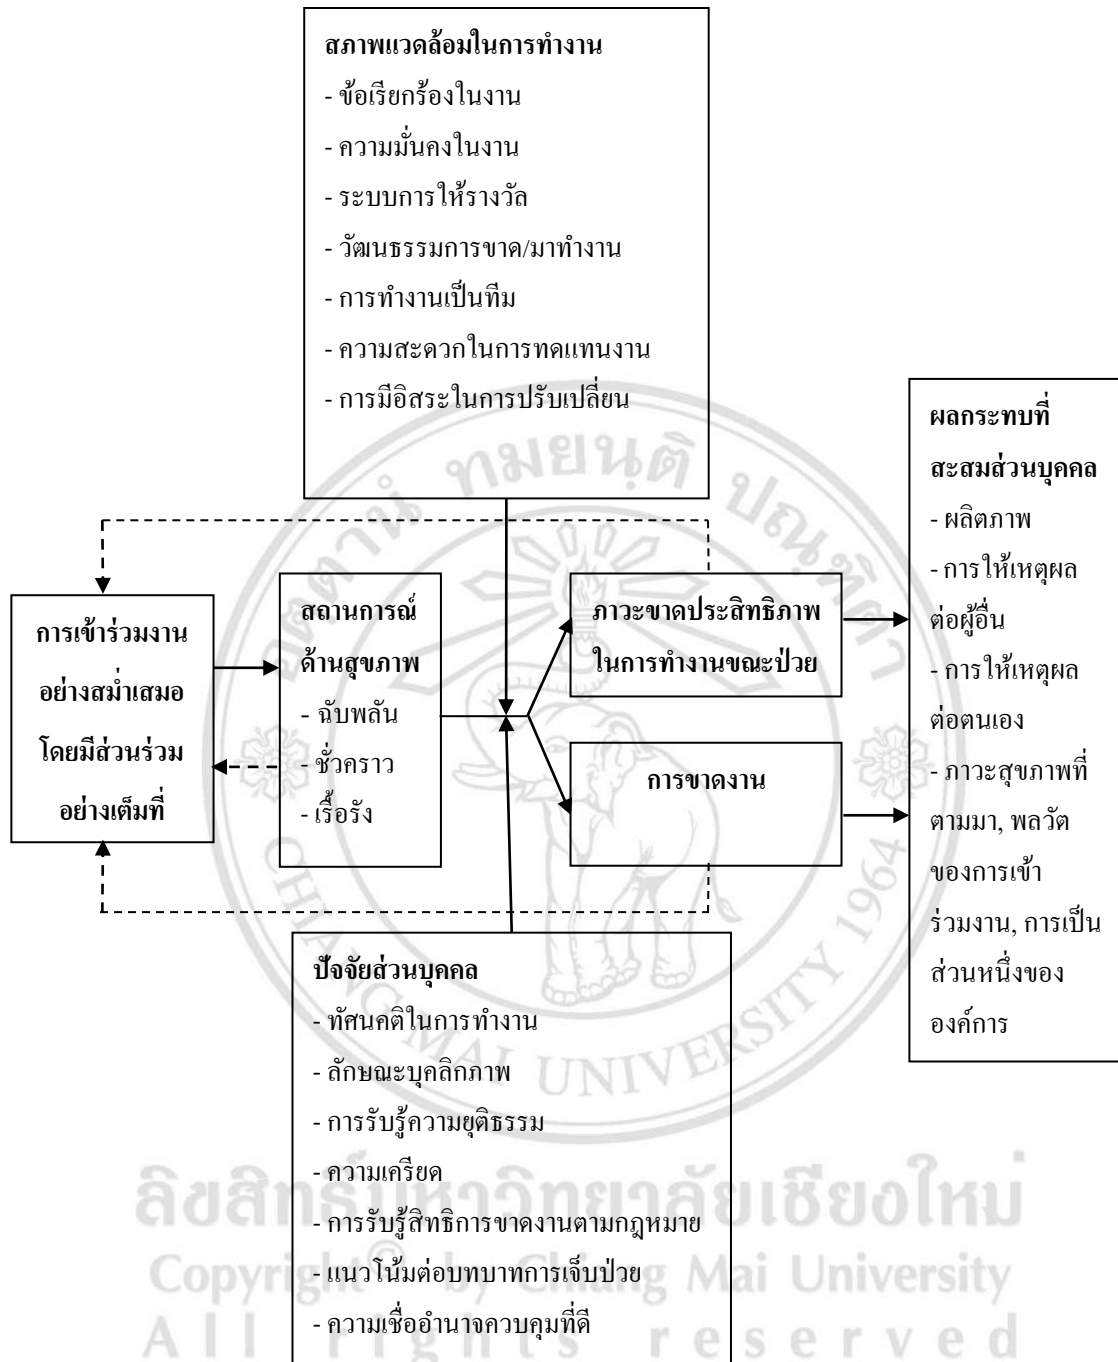 สภาพแวดล้อมในการทำงาน
- ข้อเรียกร้องในงาน
- ความมั่นคงในงาน
- ระบบการให้รางวัล
- วัฒนธรรมการขาด/มาทำงาน
- การทำงานเป็นทีม
- ความสะดวกในการทดแทนงาน
- การมีอิสระในการปรับเปลี่ยน
การเข้าร่วมงาน
อย่างสม่ำเสมอ
โดยมีส่วนร่วม
อย่างเต็มที่
สถานการณ์
ด้านสุขภาพ
- ฉับพลัน
- ชั่วคราว
- เรื้อรัง
ภาวะขาดประสิทธิภาพ
ในการทำงานขณะป่วย
การขาดงาน
ผลกระทบที่
สะสมส่วนบุคคล
- ผลิตภาพ
- การให้เหตุผล
ต่อผู้อื่น
- การให้เหตุผล
ต่อตนเอง
- ภาวะสุขภาพที่
ตามมา, พลวัต
ของการเข้า
ร่วมงาน, การเป็น
ส่วนหนึ่งของ
องค์การ
ปัจจัยส่วนบุคคล
- ทัศนคติในการทำงาน
- ลักษณะบุคลิกภาพ
- การรับรู้ความยุติธรรม
- ความเครียด
- การรับรู้สิทธิการขาดงานตามกฎหมาย
- แนวโน้มต่อบทบาทการเจ็บป่วย
- ความเชื่ออำนาจควบคุมที่ดี
อตฺตานํ ทมยนฺติ ปณฺฑิตา
CHIANG MAI UNIVERSITY 1964
ลิขสิทธิ์มหาวิทยาลัยเชียงใหม่
Copyright© by Chiang Mai University
All rights reserved